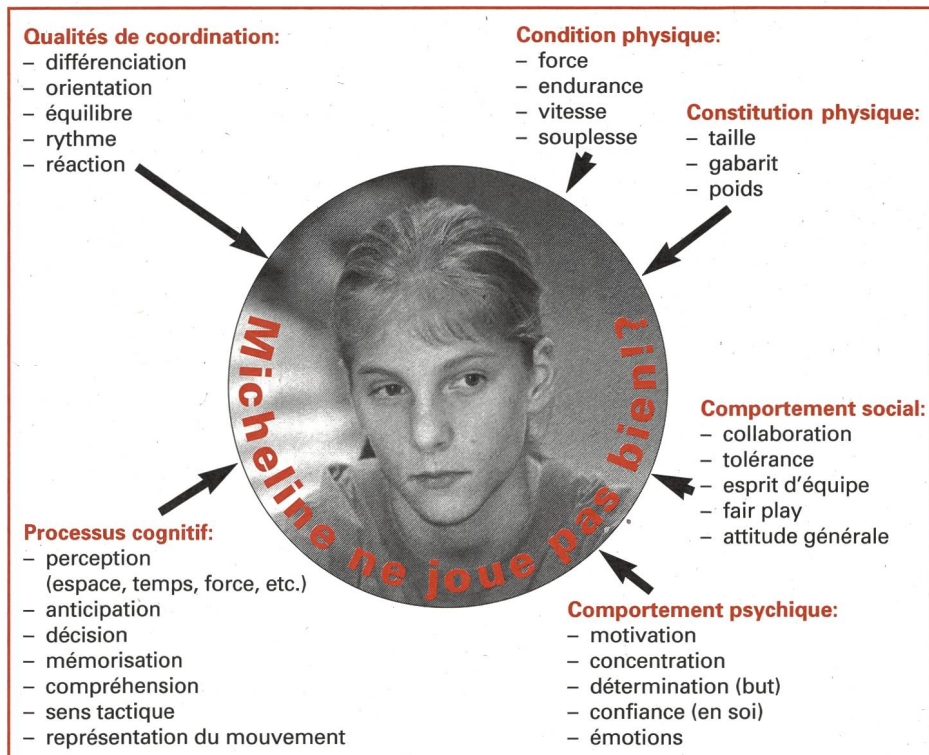 Qualités de coordination:
– différenciation
– orientation
– équilibre
– rythme
– réaction
Condition physique:
– force
– endurance
– vitesse
– souplesse
Constitution physique:
– taille
– gabarit
– poids
Micheline ne joue pas bien!?
Comportement social:
– collaboration
– tolérance
– esprit d'équipe
– fair play
– attitude générale
Processus cognitif:
– perception
(espace, temps, force, etc.)
– anticipation
– décision
– mémorisation
– compréhension
– sens tactique
– représentation du mouvement
Comportement psychique:
– motivation
– concentration
– détermination (but)
– confiance (en soi)
– émotions